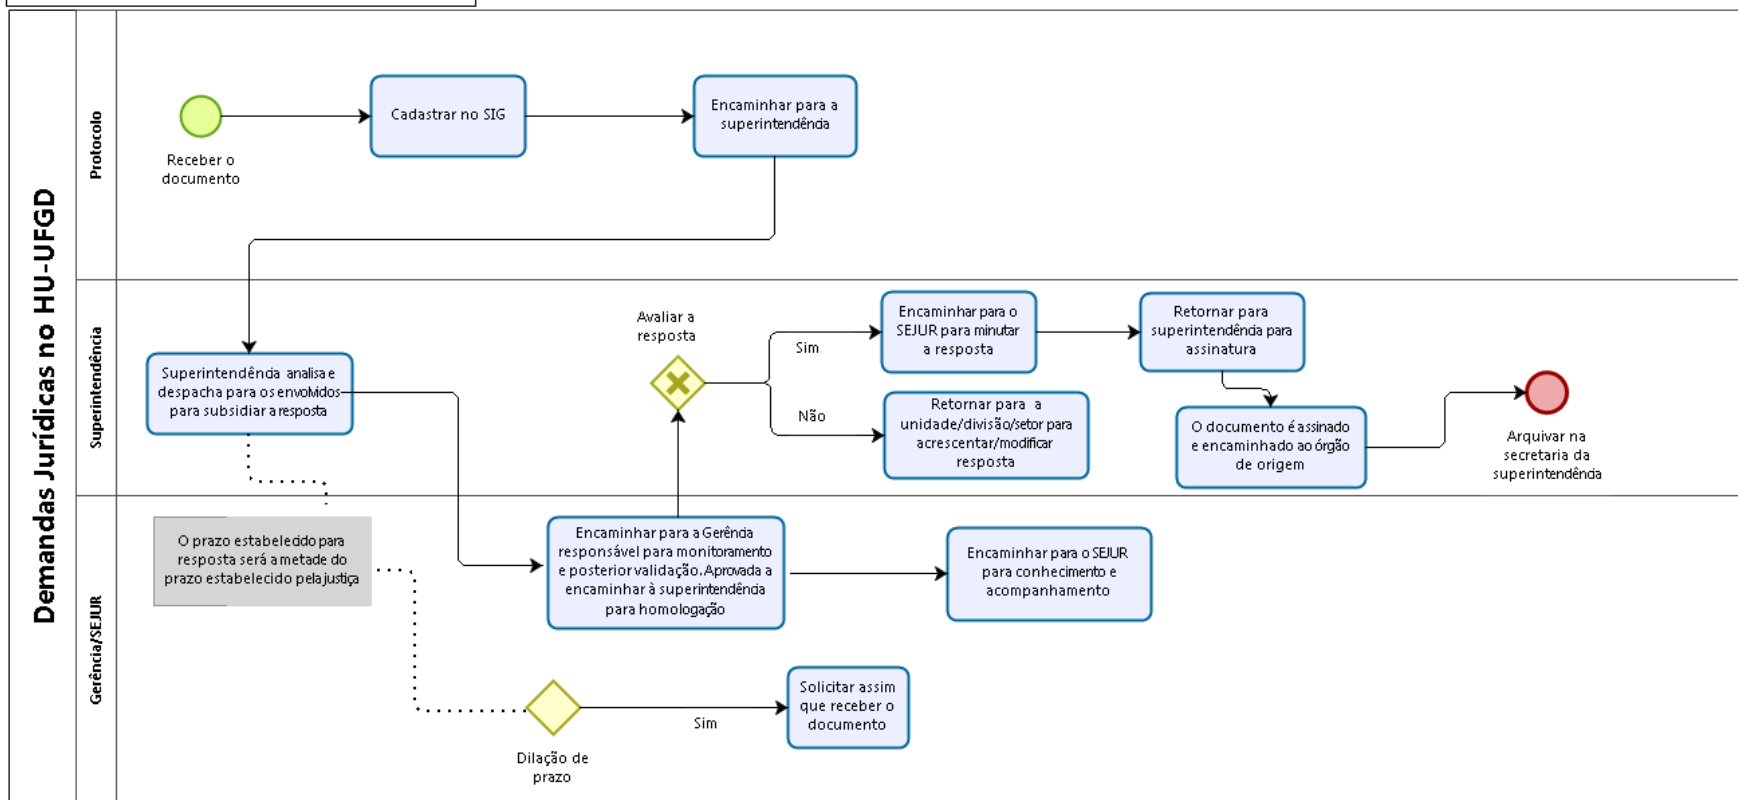 Demandas Jurídicas no HU-UFGD
Protocolo
Receber o
documento
Cadastrar no SIG
Encaminhar para a
superintendência
Superintendência
Superintendência analisa e
despacha para os envolvidos
para subsidiar a resposta
Avaliar a
resposta
Sim
Não
Encaminhar para o
SEJUR para minutar
a resposta
Retornar para a
unidade/divisão/setor para
acrescentar/modificar
resposta
Retornar para
superintendência para
assinatura
O documento é assinado
e encaminhado ao órgão
de origem
Arquivar na
secretaria da
superintendência
Gerência/SEJUR
O prazo estabelecido para
resposta será a metade do
prazo estabelecido pela justiça
Encaminhar para a Gerência
responsável para monitoramento
e posterior validação. Aprovada a
encaminhar à superintendência
para homologação
Encaminhar para o SEJUR
para conhecimento e
acompanhamento
Dilação de
prazo
Sim
Solicitar assim
que receber o
documento